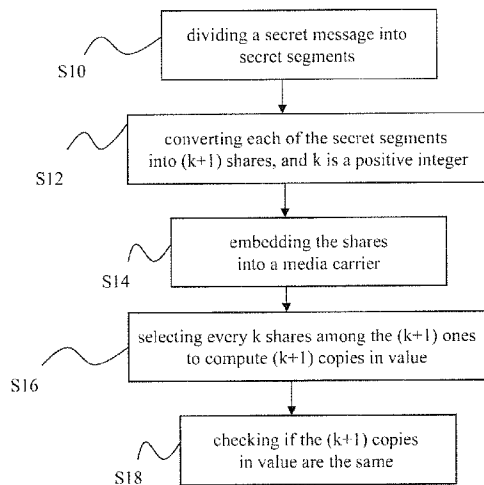 dividing a secret message into
secret segments
S10
converting each of the secret segments
into (k+1) shares, and k is a positive integer
S12
embedding the shares
into a media carrier
S14
selecting every k shares among the (k+1) ones
to compute (k+1) copies in value
S16
checking if the (k+1) copies
in value are the same
S18